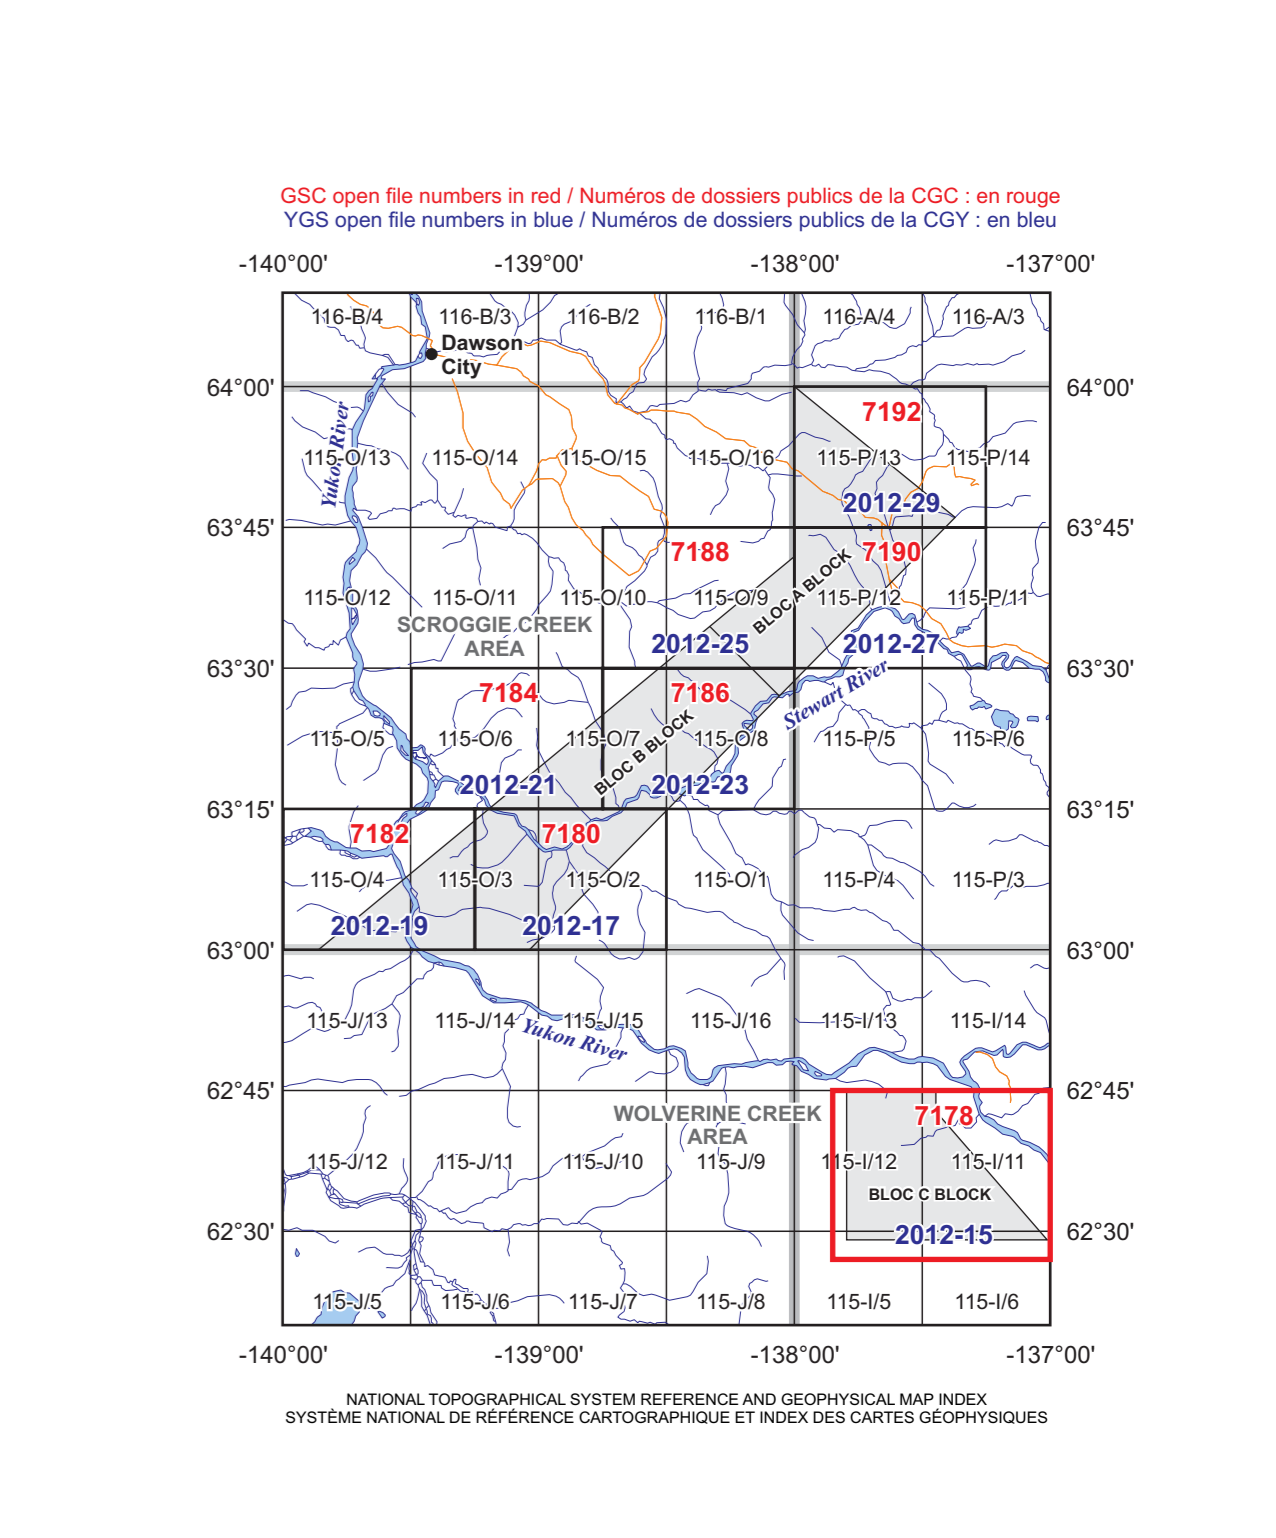 GSC open file numbers in red / Numéros de dossiers publics de la CGC : en rouge
YGS open file numbers in blue / Numéros de dossiers publics de la CGY : en bleu
-140°00' -139°00' -138°00' -137°00'
116-B/4 116-B/3 116-B/2 116-B/1 116-A/4 116-A/3
Dawson
City
64°00' 64°00'
7192
Yukon River
115-O/13 115-O/14 115-O/15 115-O/16 115-P/13 115-P/14
2012-29
63°45' 63°45'
7188 7190
BLOC A BLOCK
115-O/12 115-O/11 115-O/10 115-O/9 115-P/12 115-P/11
SCROGGIE CREEK
AREA
2012-25 2012-27
63°30' 63°30'
7184 7186
Stewart River
115-O/5 115-O/6 115-O/7 115-O/8 115-P/5 115-P/6
BLOC B BLOCK
2012-21 2012-23
63°15' 63°15'
7182 7180
115-O/4 115-O/3 115-O/2 115-O/1 115-P/4 115-P/3
2012-19 2012-17
63°00' 63°00'
115-J/13 115-J/14 115-J/15 115-J/16 115-I/13 115-I/14
Yukon River
62°45' 62°45'
WOLVERINE CREEK
AREA
7178
115-J/12 115-J/11 115-J/10 115-J/9 115-I/12 115-I/11
BLOC C BLOCK
62°30' 62°30'
2012-15
115-J/5 115-J/6 115-J/7 115-J/8 115-I/5 115-I/6
-140°00' -139°00' -138°00' -137°00'
NATIONAL TOPOGRAPHICAL SYSTEM REFERENCE AND GEOPHYSICAL MAP INDEX
SYSTÈME NATIONAL DE RÉFÉRENCE CARTOGRAPHIQUE ET INDEX DES CARTES GÉOPHYSIQUES